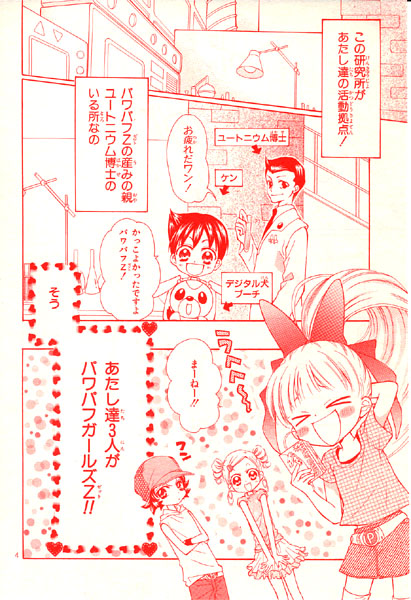 この研究所が
あたし達の活動拠点！
パワパフZの産みの親
ユートニウム博士の
いる所なの
ユートニウム博士
ケン
お疲れだワン！
かっこよかったですよ
パワパフZ！
デジタル犬
プーチ
そう
まーねー！！
あたし達3人が
パワパフガールズZ!!
4